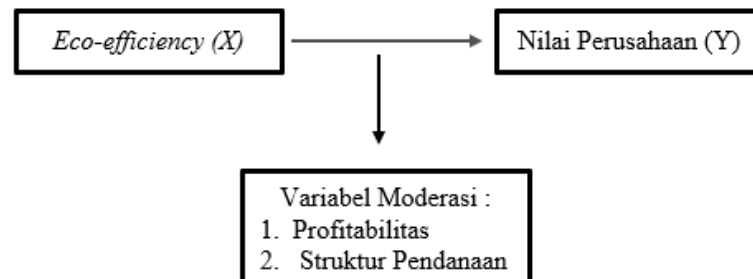 Eco-efficiency (X)
Nilai Perusahaan (Y)
Variabel Moderasi :
1. Profitabilitas
2. Struktur Pendanaan